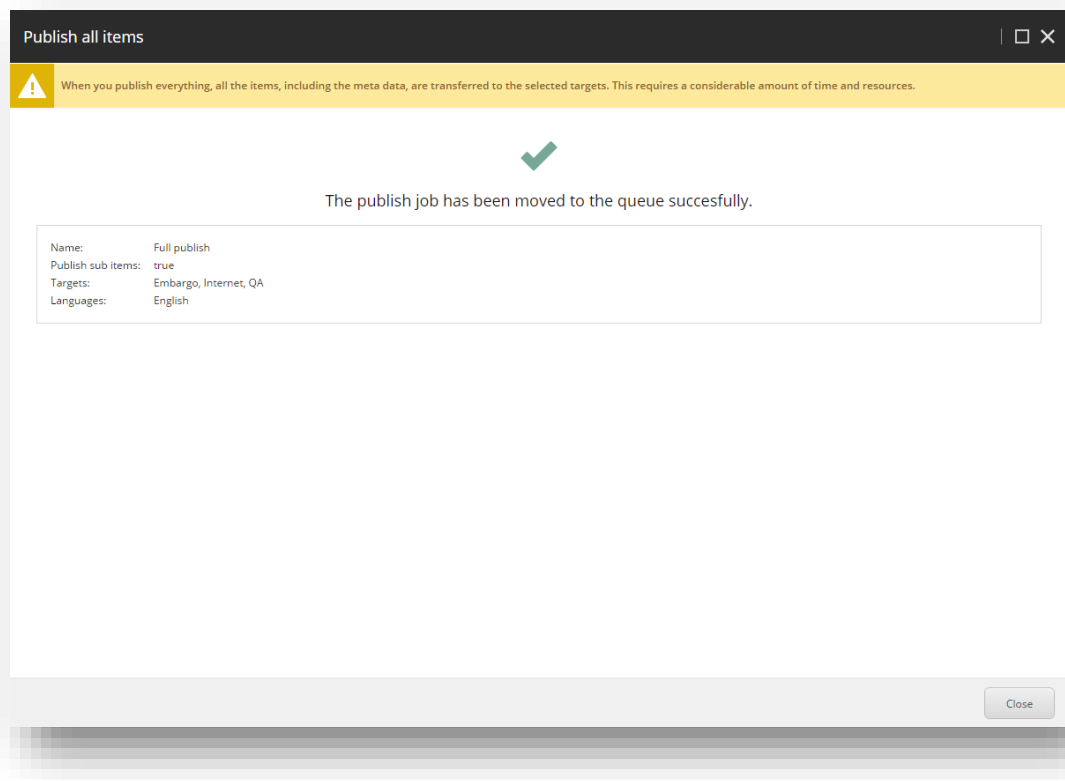 Publish all items
When you publish everything, all the items, including the meta data, are transferred to the selected targets. This requires a considerable amount of time and resources.
The publish job has been moved to the queue succesfully.
Name: Full publish
Publish sub items: true
Targets: Embargo, Internet, QA
Languages: English
Close